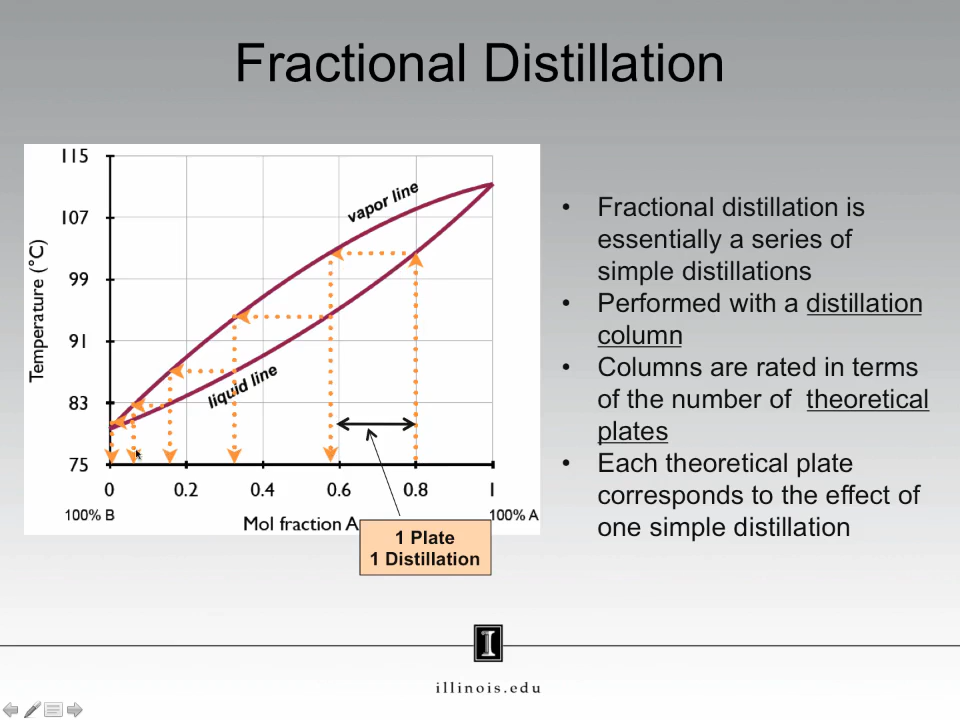 Fractional Distillation
115
107
99
91
83
75
Temperature (°C)
vapor line
liquid line
0
0.2
0.4
0.6
0.8
1
100% B
Mol fraction A
100% A
1 Plate
1 Distillation
• Fractional distillation is
essentially a series of
simple distillations
• Performed with a distillation
column
• Columns are rated in terms
of the number of theoretical
plates
• Each theoretical plate
corresponds to the effect of
one simple distillation
I
illinois.edu